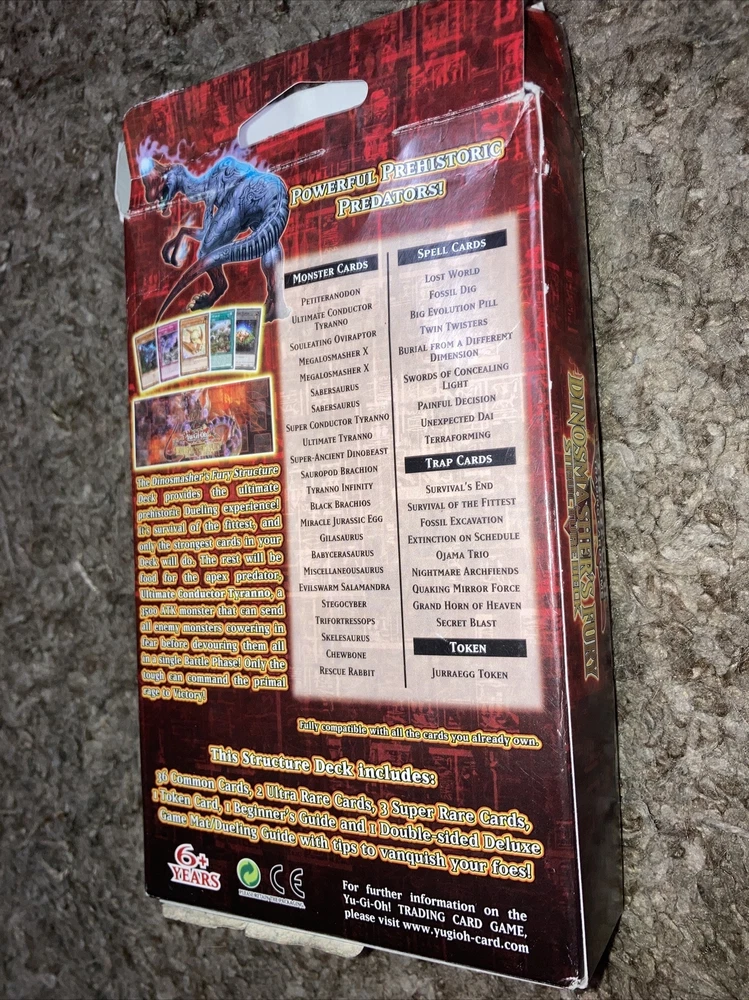 POWERFUL PREHISTORIC
PREDATORS!
MONSTER CARDS
PETITERANODON
ULTIMATE CONDUCTOR
TYRANNO
SOULEATING OVIRAPTOR
MEGALOSMASHER X
MEGALOSMASHER X
SABERSAURUS
SABERSAURUS
SUPER CONDUCTOR TYRANNO
ULTIMATE TYRANNO
SUPER-ANCIENT DINOBEAST
SAUROPOD BRACHION
TYRANNO INFINITY
BLACK BRACHIOS
MIRACLE JURASSIC EGG
GILASAURUS
BABYCERASAURUS
MISCELLANEOUSAURUS
EVILSWARM SALAMANDRA
STEGOCYBER
TRIFORTRESSOPS
SKELESAURUS
CHEWBONE
RESCUE RABBIT
SPELL CARDS
LOST WORLD
FOSSIL DIG
BIG EVOLUTION PILL
TWIN TWISTERS
BURIAL FROM A DIFFERENT
DIMENSION
SWORDS OF CONCEALING
LIGHT
PAINFUL DECISION
UNEXPECTED DAI
TERRAFORMING
TRAP CARDS
SURVIVAL'S END
SURVIVAL OF THE FITTEST
FOSSIL EXCAVATION
EXTINCTION ON SCHEDULE
OJAMA TRIO
NIGHTMARE ARCHFIENDS
QUAKING MIRROR FORCE
GRAND HORN OF HEAVEN
SECRET BLAST
TOKEN
JURRAEGG TOKEN
The Dinosmasher's Fury Structure
Deck provides the ultimate
prehistoric Dueling experience!
It's survival of the fittest, and
only the strongest cards in your
Deck will do. The rest will be
food for the apex predator,
Ultimate Conductor Tyranno, a
3500 ATK monster that can send
all enemy monsters cowering in
fear before devouring them all
in a single Battle Phase! Only the
tough can command the primal
rage to Victory!
Fully compatible with all the cards you already own.
This Structure Deck includes:
36 Common Cards, 2 Ultra Rare Cards, 3 Super Rare Cards,
1 Token Card, 1 Beginner's Guide and 1 Double-sided Deluxe
Game Mat/Dueling Guide with tips to vanquish your foes!
6+
YEARS
CE
For further information on the
Yu-Gi-Oh! TRADING CARD GAME,
please visit www.yugioh-card.com
DINOSMASHER'S FURY
STRUCTURE DECK